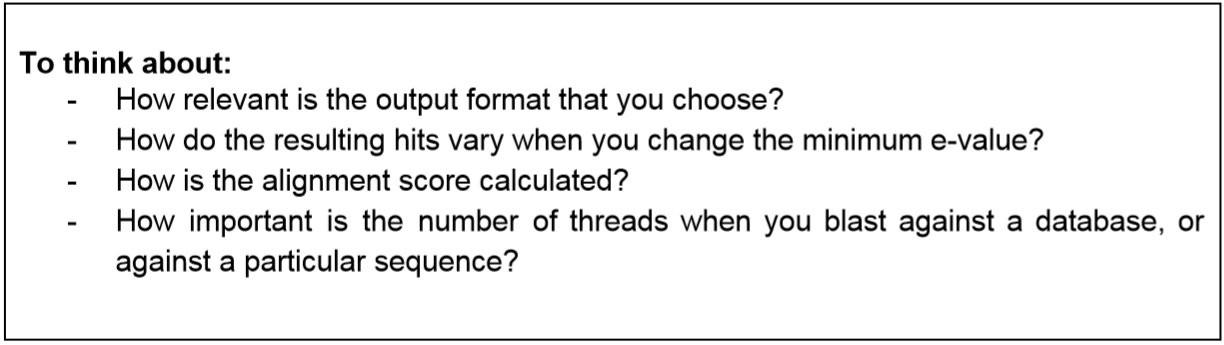 To think about:
- How relevant is the output format that you choose?
- How do the resulting hits vary when you change the minimum e-value?
- How is the alignment score calculated?
- How important is the number of threads when you blast against a database, or
against a particular sequence?